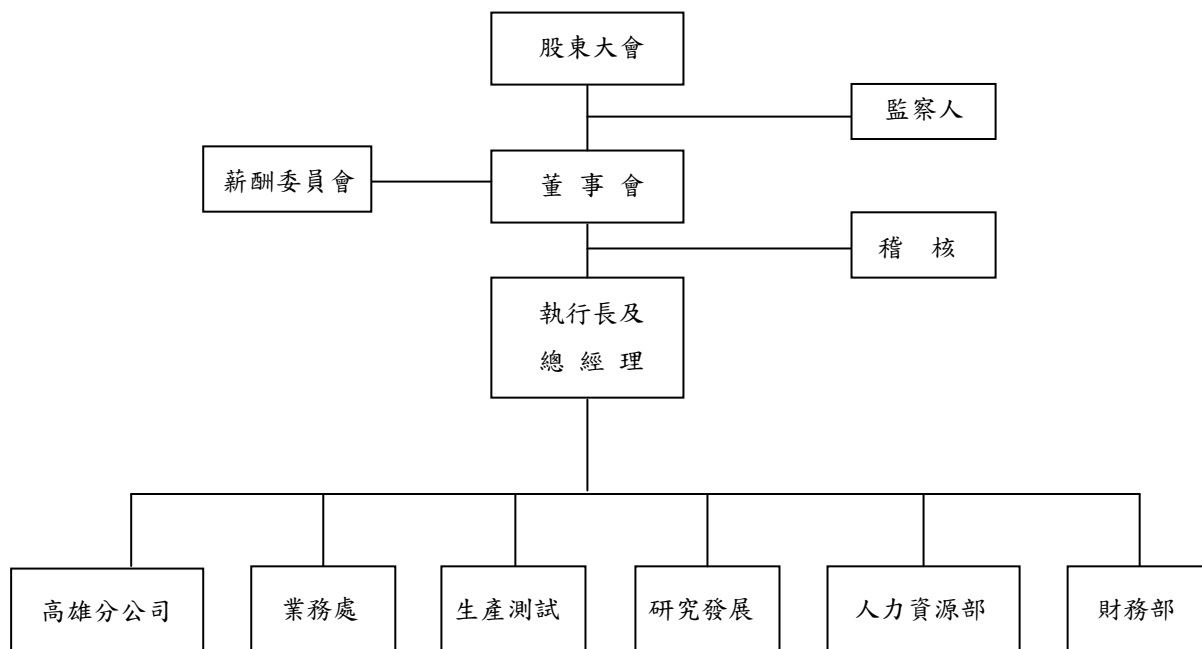 股東大會
監察人
薪酬委員會
董 事 會
稽 核
執行長及
總 經 理
高雄分公司
業務處
生產測試
研究發展
人力資源部
財務部